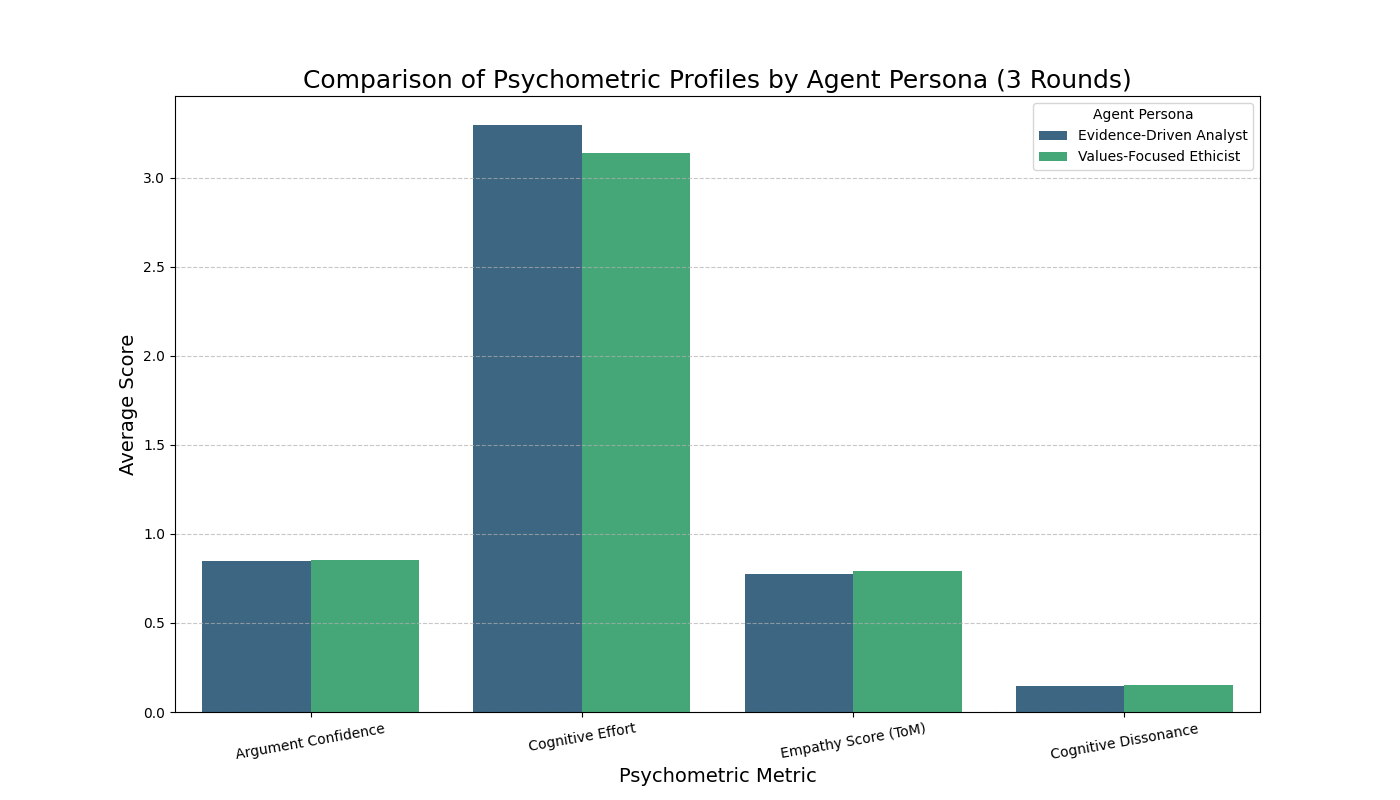 Comparison of Psychometric Profiles by Agent Persona (3 Rounds)
Agent Persona
Evidence-Driven Analyst
Values-Focused Ethicist
Average Score
3.0
2.5
2.0
1.5
1.0
0.5
0.0
Argument Confidence
Cognitive Effort
Empathy Score (ToM)
Cognitive Dissonance
Psychometric Metric